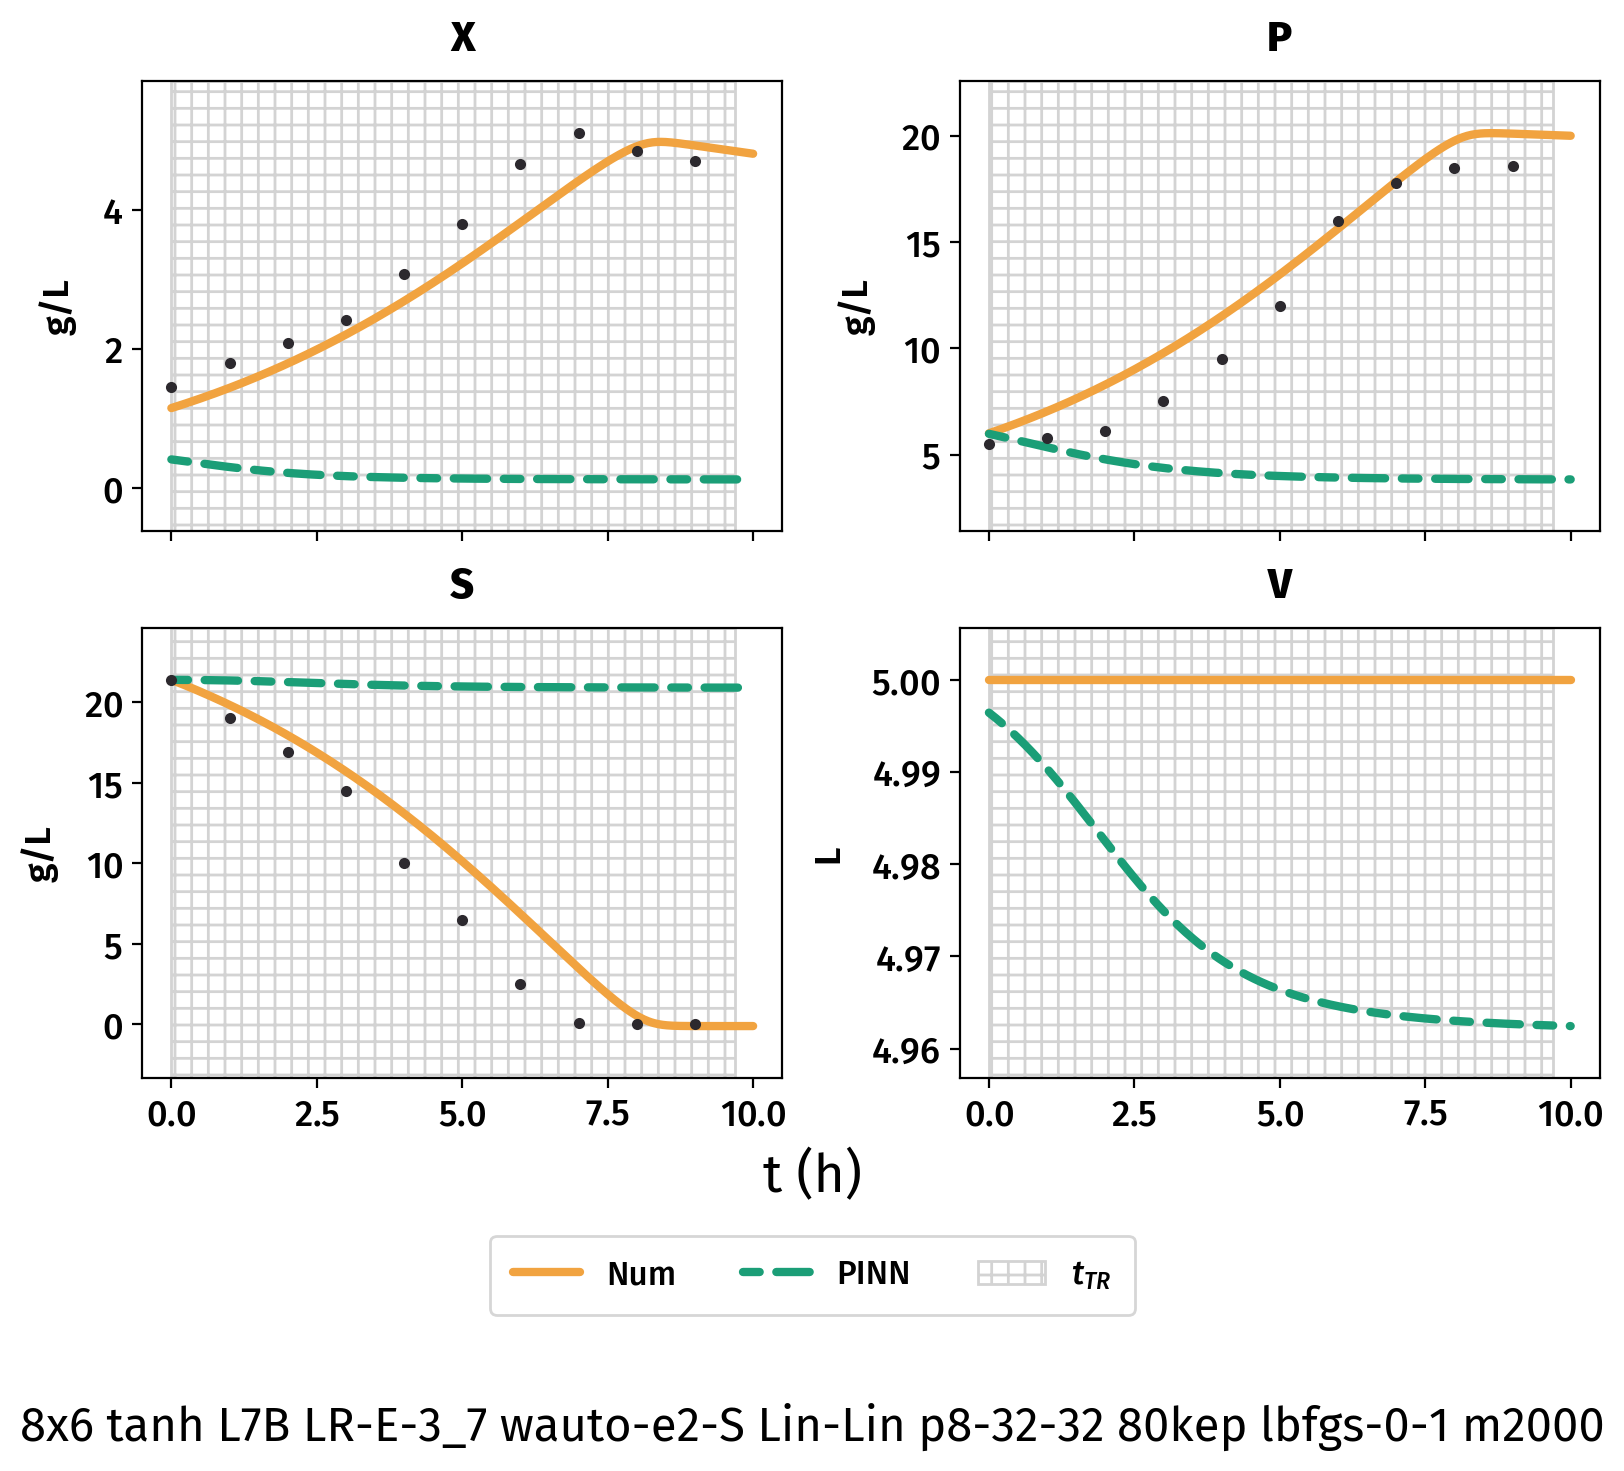 X
P
g/L
4
2
0
g/L
20
15
10
5
S
V
g/L
20
15
10
5
0
L
5.00
4.99
4.98
4.97
4.96
0.0 2.5 5.0 7.5 10.0
0.0 2.5 5.0 7.5 10.0
t (h)
Num PINN tTR
8x6 tanh L7B LR-E-3_7 wauto-e2-S Lin-Lin p8-32-32 80kep lbfgs-0-1 m2000